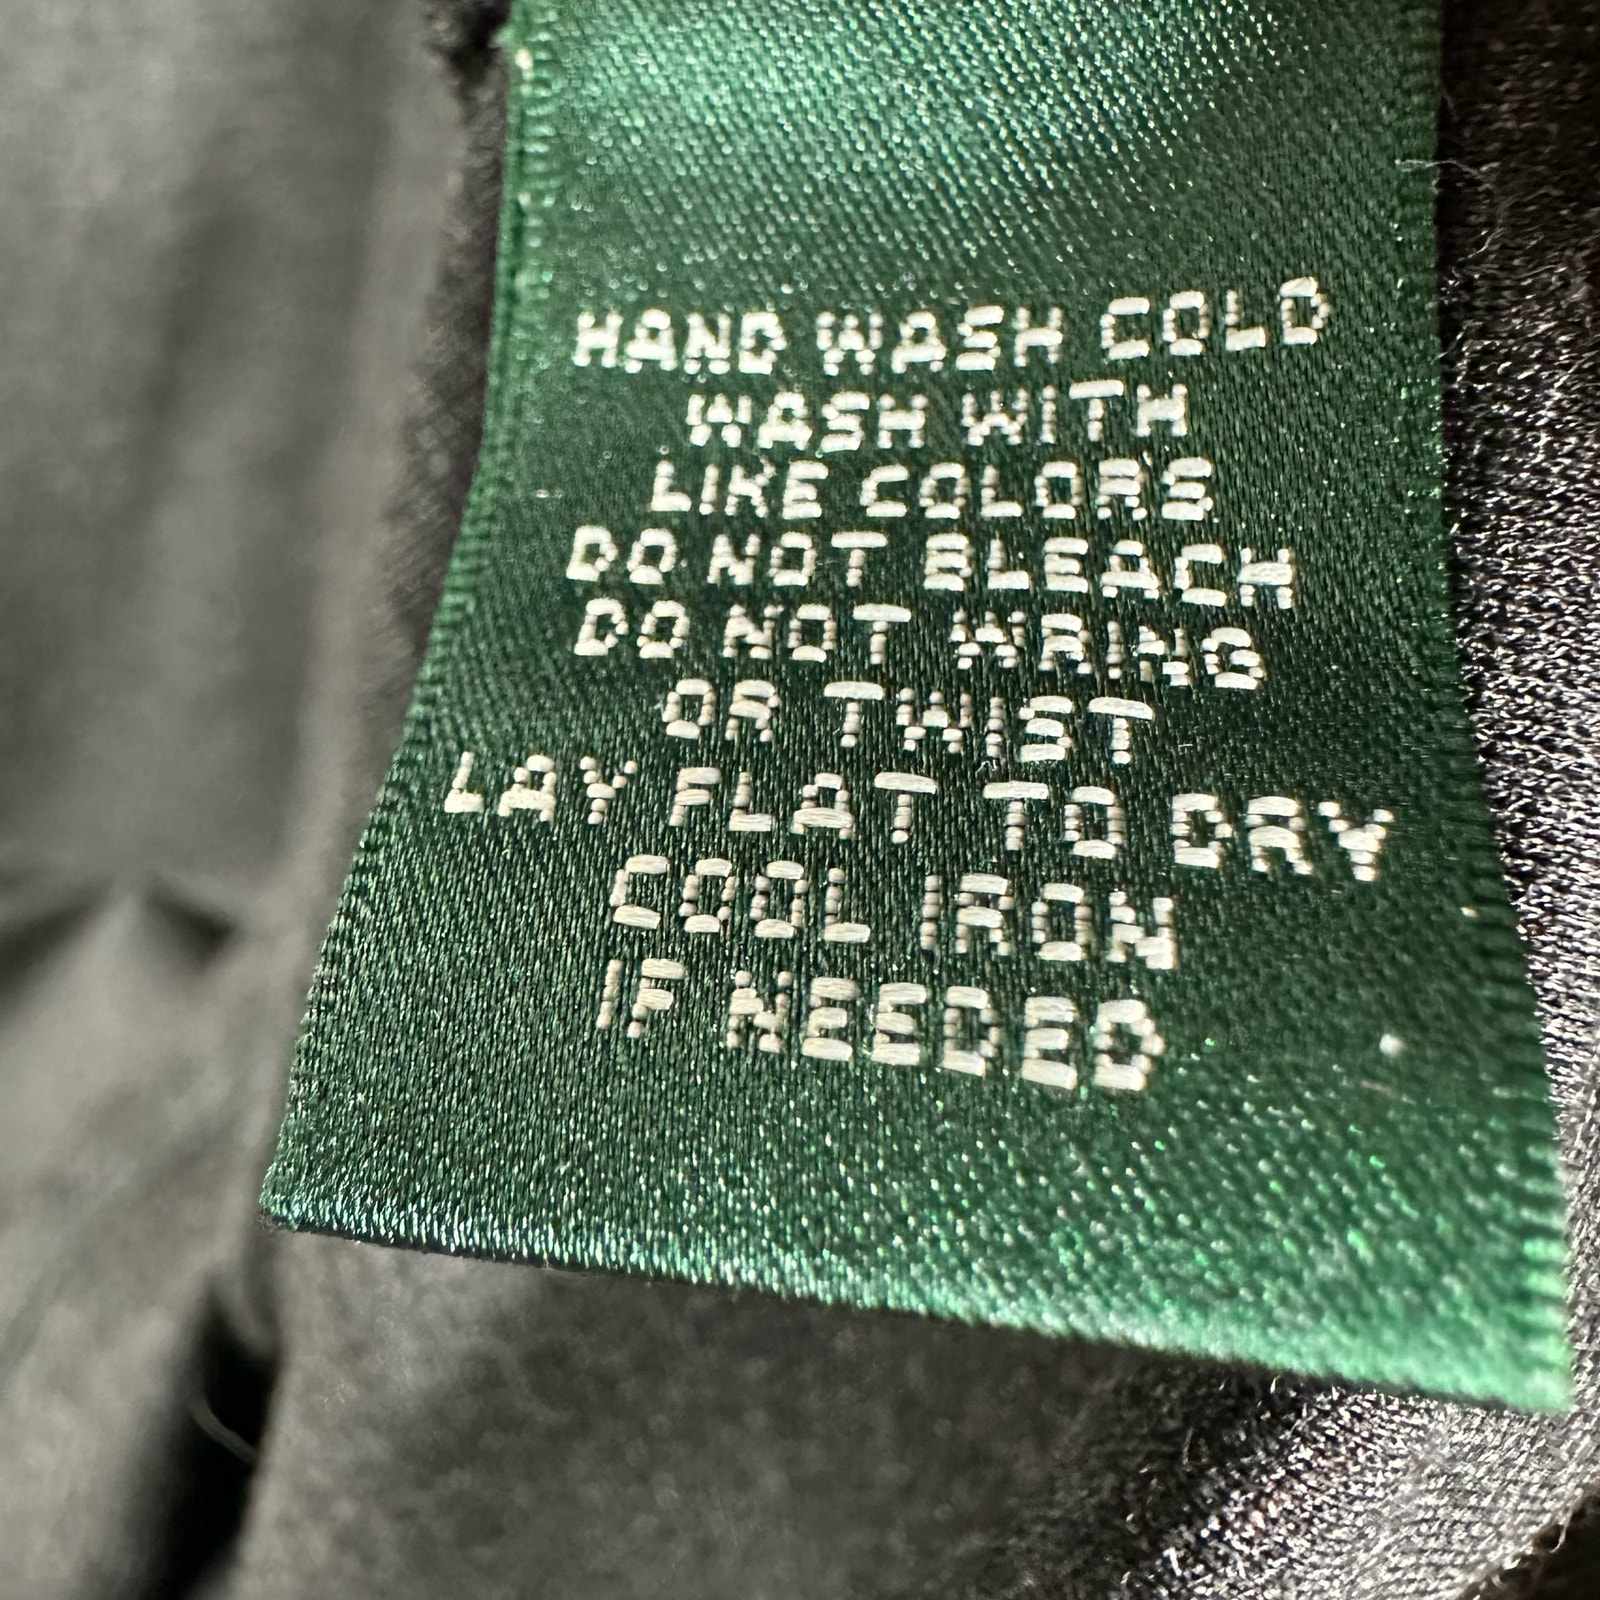 HAND WASH COLD
WASH WITH
LIKE COLORS
DO NOT BLEACH
DO NOT WRING
OR TWIST
LAY FLAT TO DRY
COOL IRON
IF NEEDED